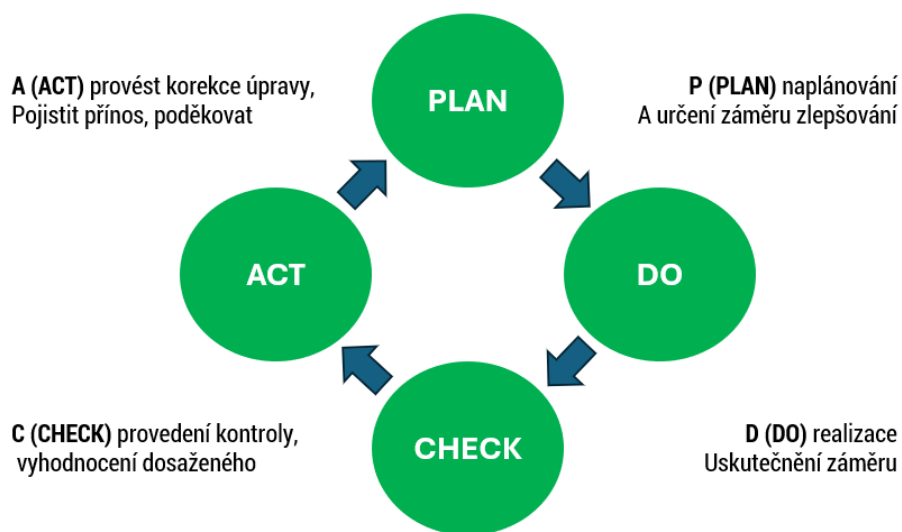 A (ACT) provést korekce úpravy,
Pojistit přínos, poděkovat
PLAN
P (PLAN) naplánování
A určení záměru zlepšování
ACT
DO
C (CHECK) provedení kontroly,
vyhodnocení dosaženého
CHECK
D (DO) realizace
Uskutečnění záměru